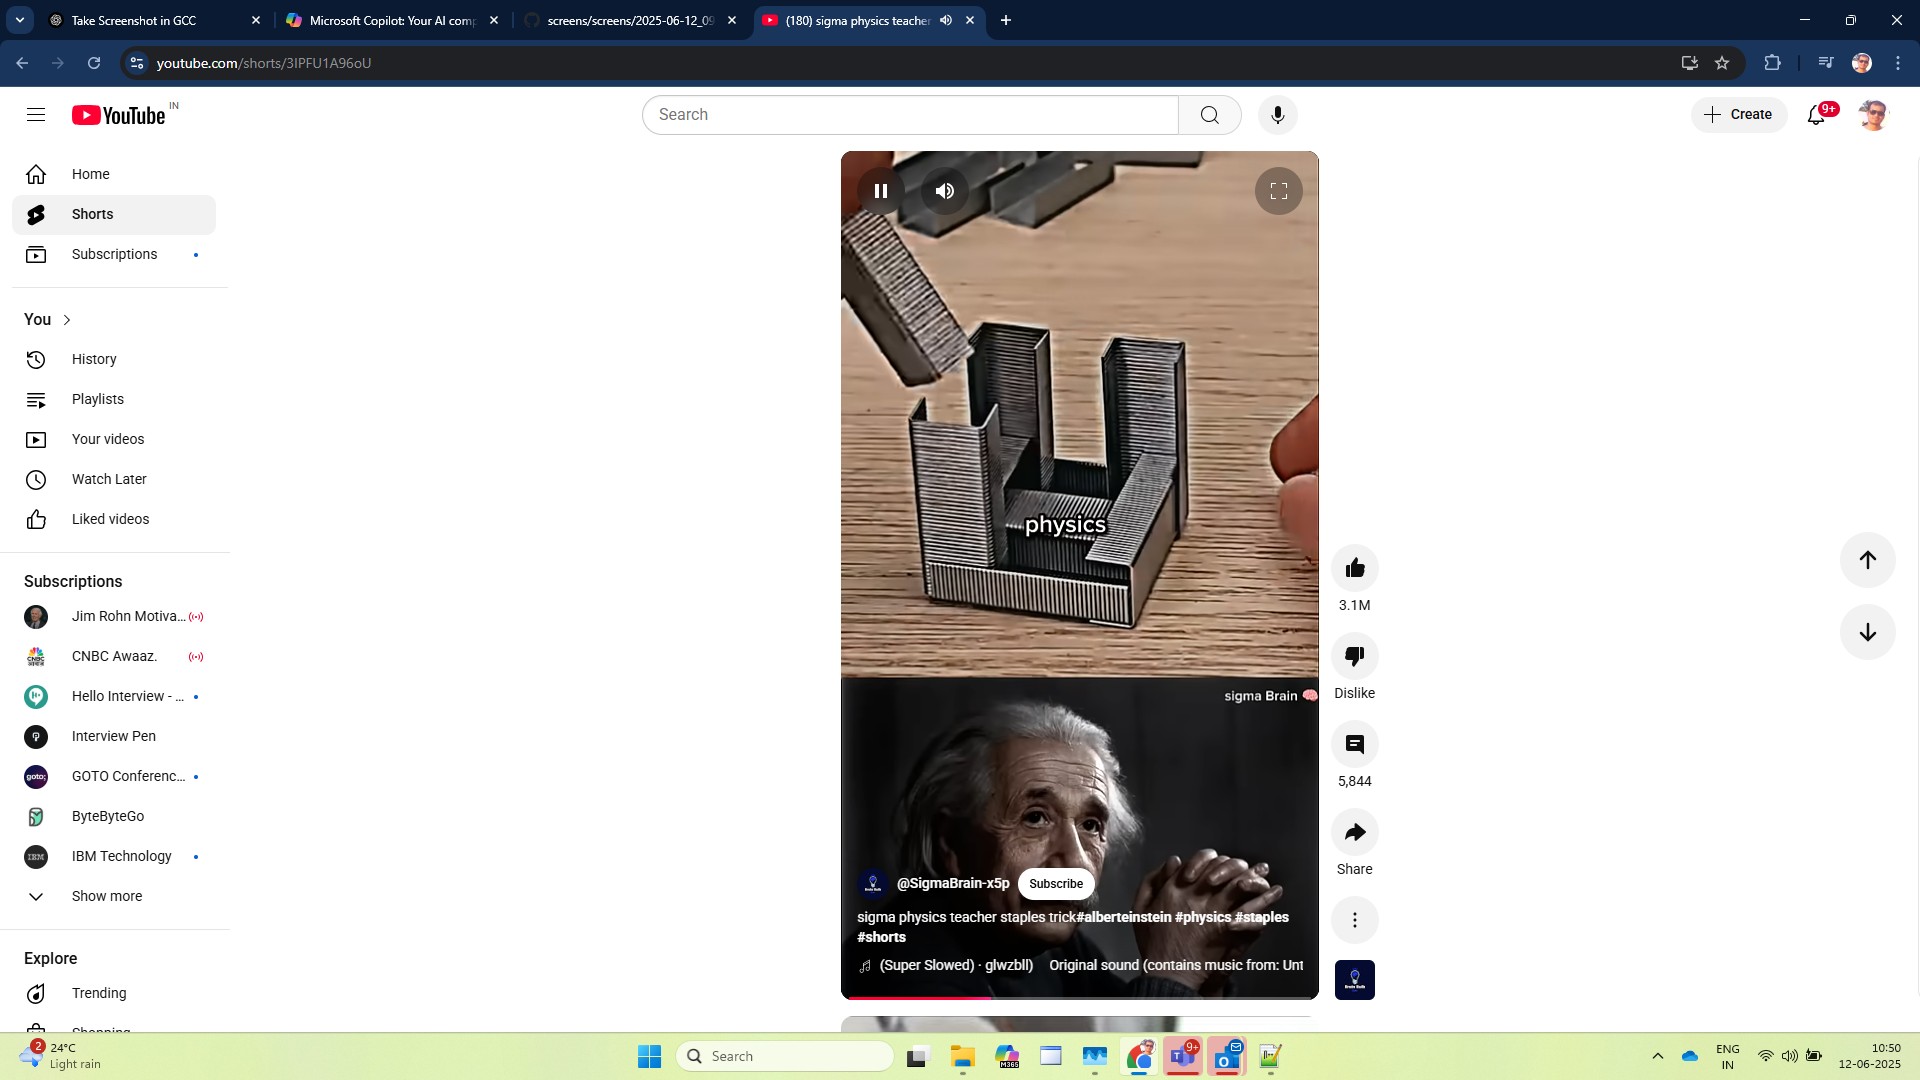 Take Screenshot in GCC
Microsoft Copilot: Your AI comp
screens/screens/2025-06-12_09
(180) sigma physics teacher
youtube.com/shorts/3IPFU1A96oU
YouTube IN
Search
Create
9+
Home
Shorts
Subscriptions
You
History
Playlists
Your videos
Watch Later
Liked videos
Subscriptions
Jim Rohn Motiva...
CNBC Awaaz.
Hello Interview - ...
Interview Pen
GOTO Conferenc...
ByteByteGo
IBM Technology
Show more
Explore
Trending
Shopping
physics
sigma Brain
@SigmaBrain-x5p
Subscribe
sigma physics teacher staples trick#alberteinstein #physics #staples
#shorts
(Super Slowed) · glwzbll) Original sound (contains music from: Unt
3.1M
Dislike
5,844
Share
2
24°C
Light rain
Search
M365
9+
ENG
IN
10:50
12-06-2025